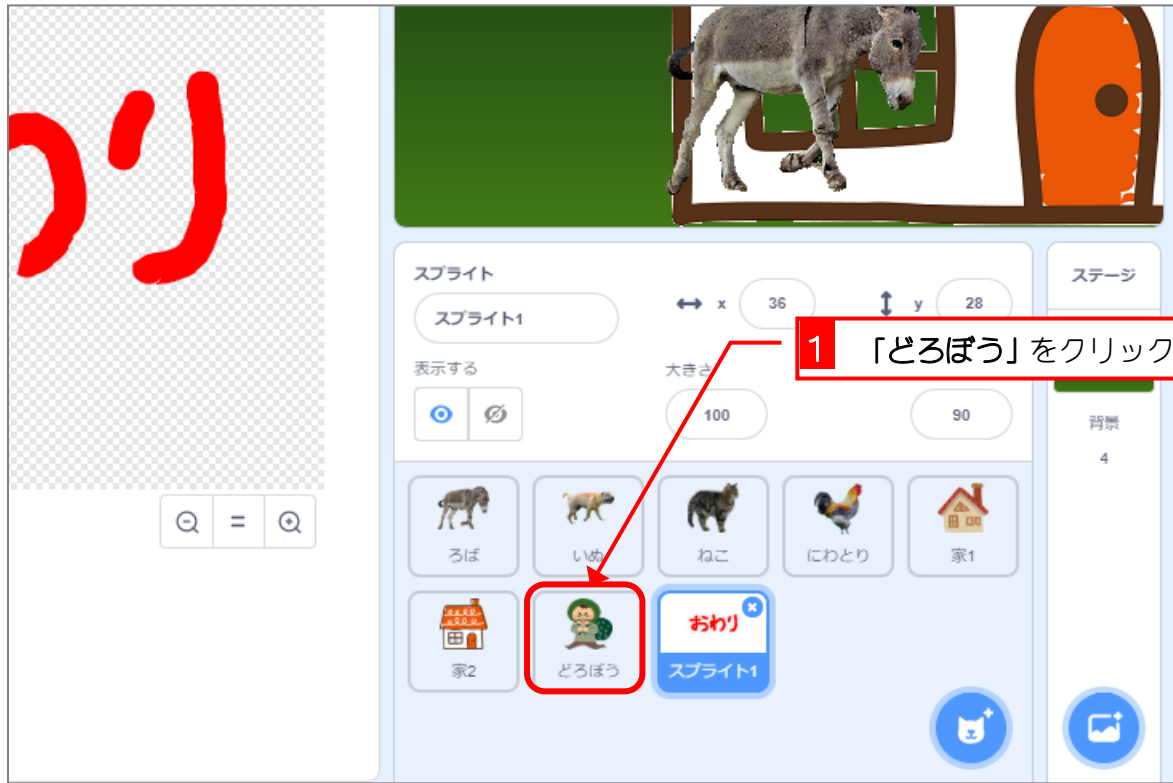 わり
スプライト
スプライト1
x 36
y 28
ステージ
1 「どろぼう」をクリック
表示する
大きさ
100
90
背景
4
ろば
いぬ
ねこ
にわとり
家1
家2
どろぼう
おわり
スプライト1